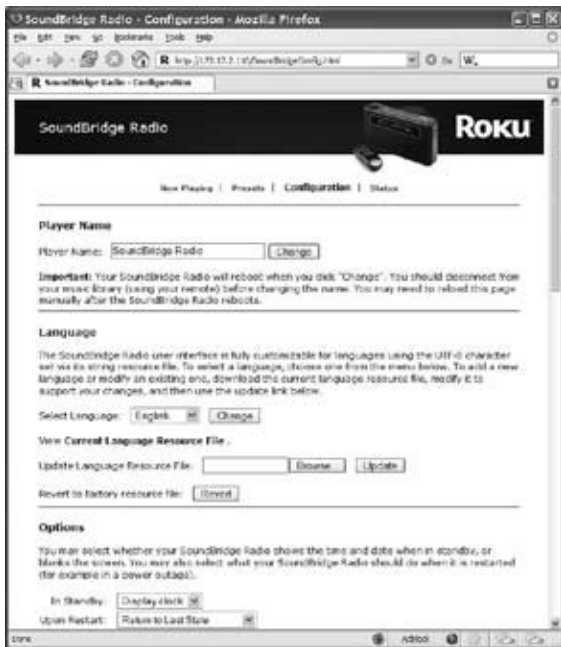 SoundBridge Radio - Configuration - Mozilla Firefox
File Edit View Go Bookmarks Tools Help
SoundBridge Radio - Configuration
SoundBridge Radio
ROKU
Now Playing | Presets | Configuration | Status
Player Name
Player Name: SoundBridge Radio Change
Important: Your SoundBridge Radio will reboot when you click "Change". You should disconnect from
your music library (using your remote) before changing the name. You may need to reload this page
manually after the SoundBridge Radio reboots.
Language
The SoundBridge Radio user interface is fully customizable for languages using the UTF-8 character
set via its string resource file. To select a language, choose one from the menu below. To add a new
language or modify an existing one, download the current language resource file, modify it to
support your changes, and then use the update link below.
Select Language: English Change
View Current Language Resource File .
Update Language Resource File: Browse... Update
Revert to factory resource file: Revert
Options
You may select whether your SoundBridge Radio shows the time and date when in standby, or
blanks the screen. You may also select what your SoundBridge Radio should do when it is restarted
(for example in a power outage).
In Standby: Display clock
Upon Restart: Return to Last State
Done Adblock